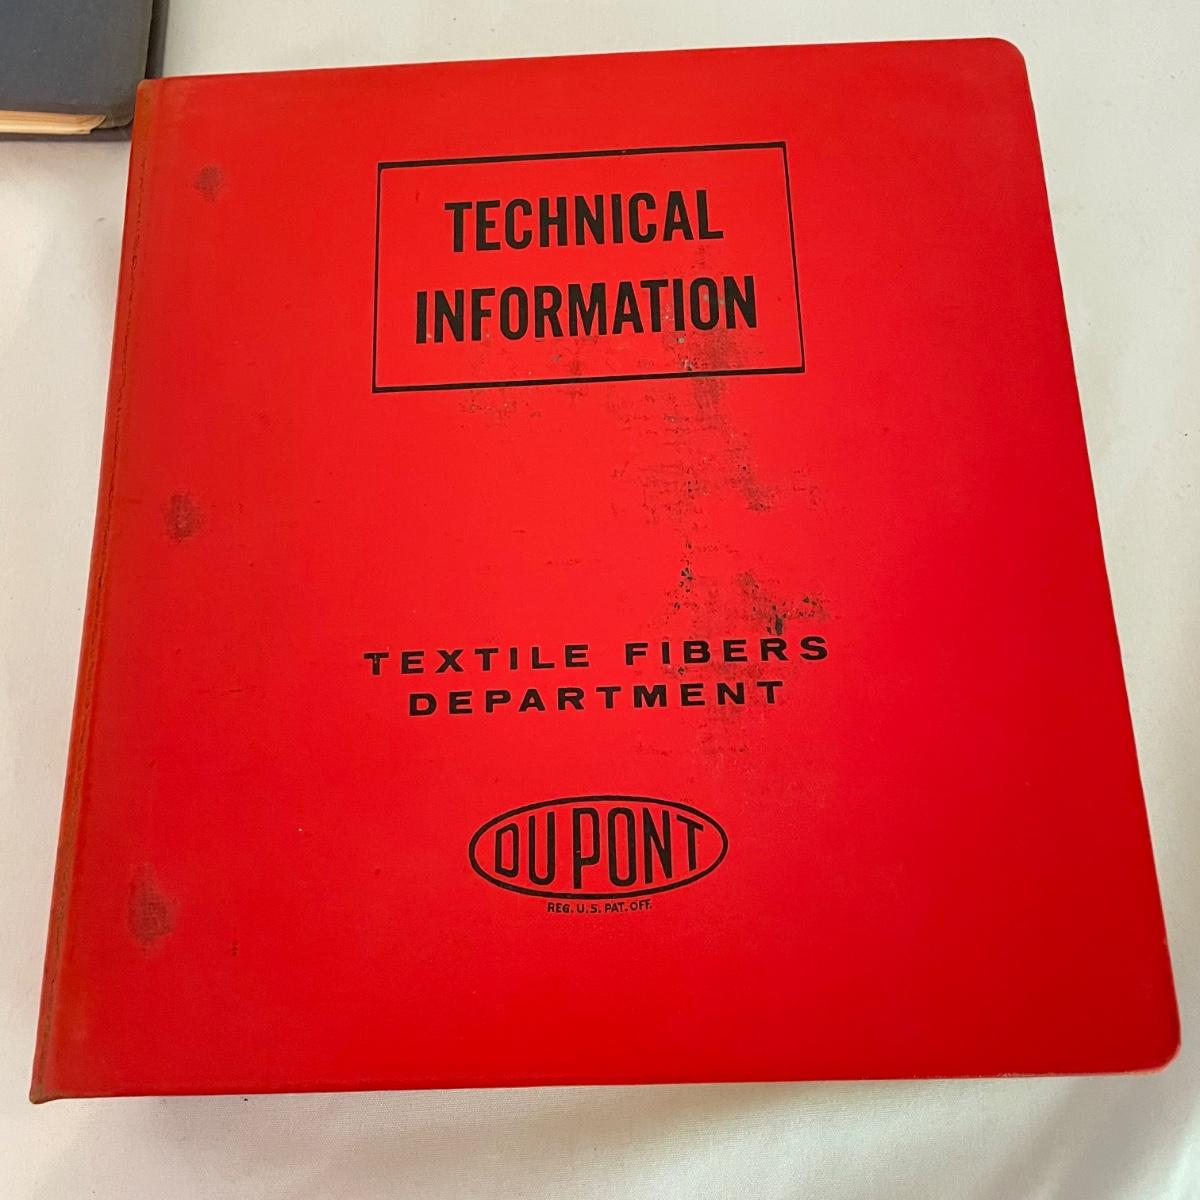 TECHNICAL
INFORMATION
TEXTILE FIBERS
DEPARTMENT
DU PONT
REG. U.S. PAT. OFF.